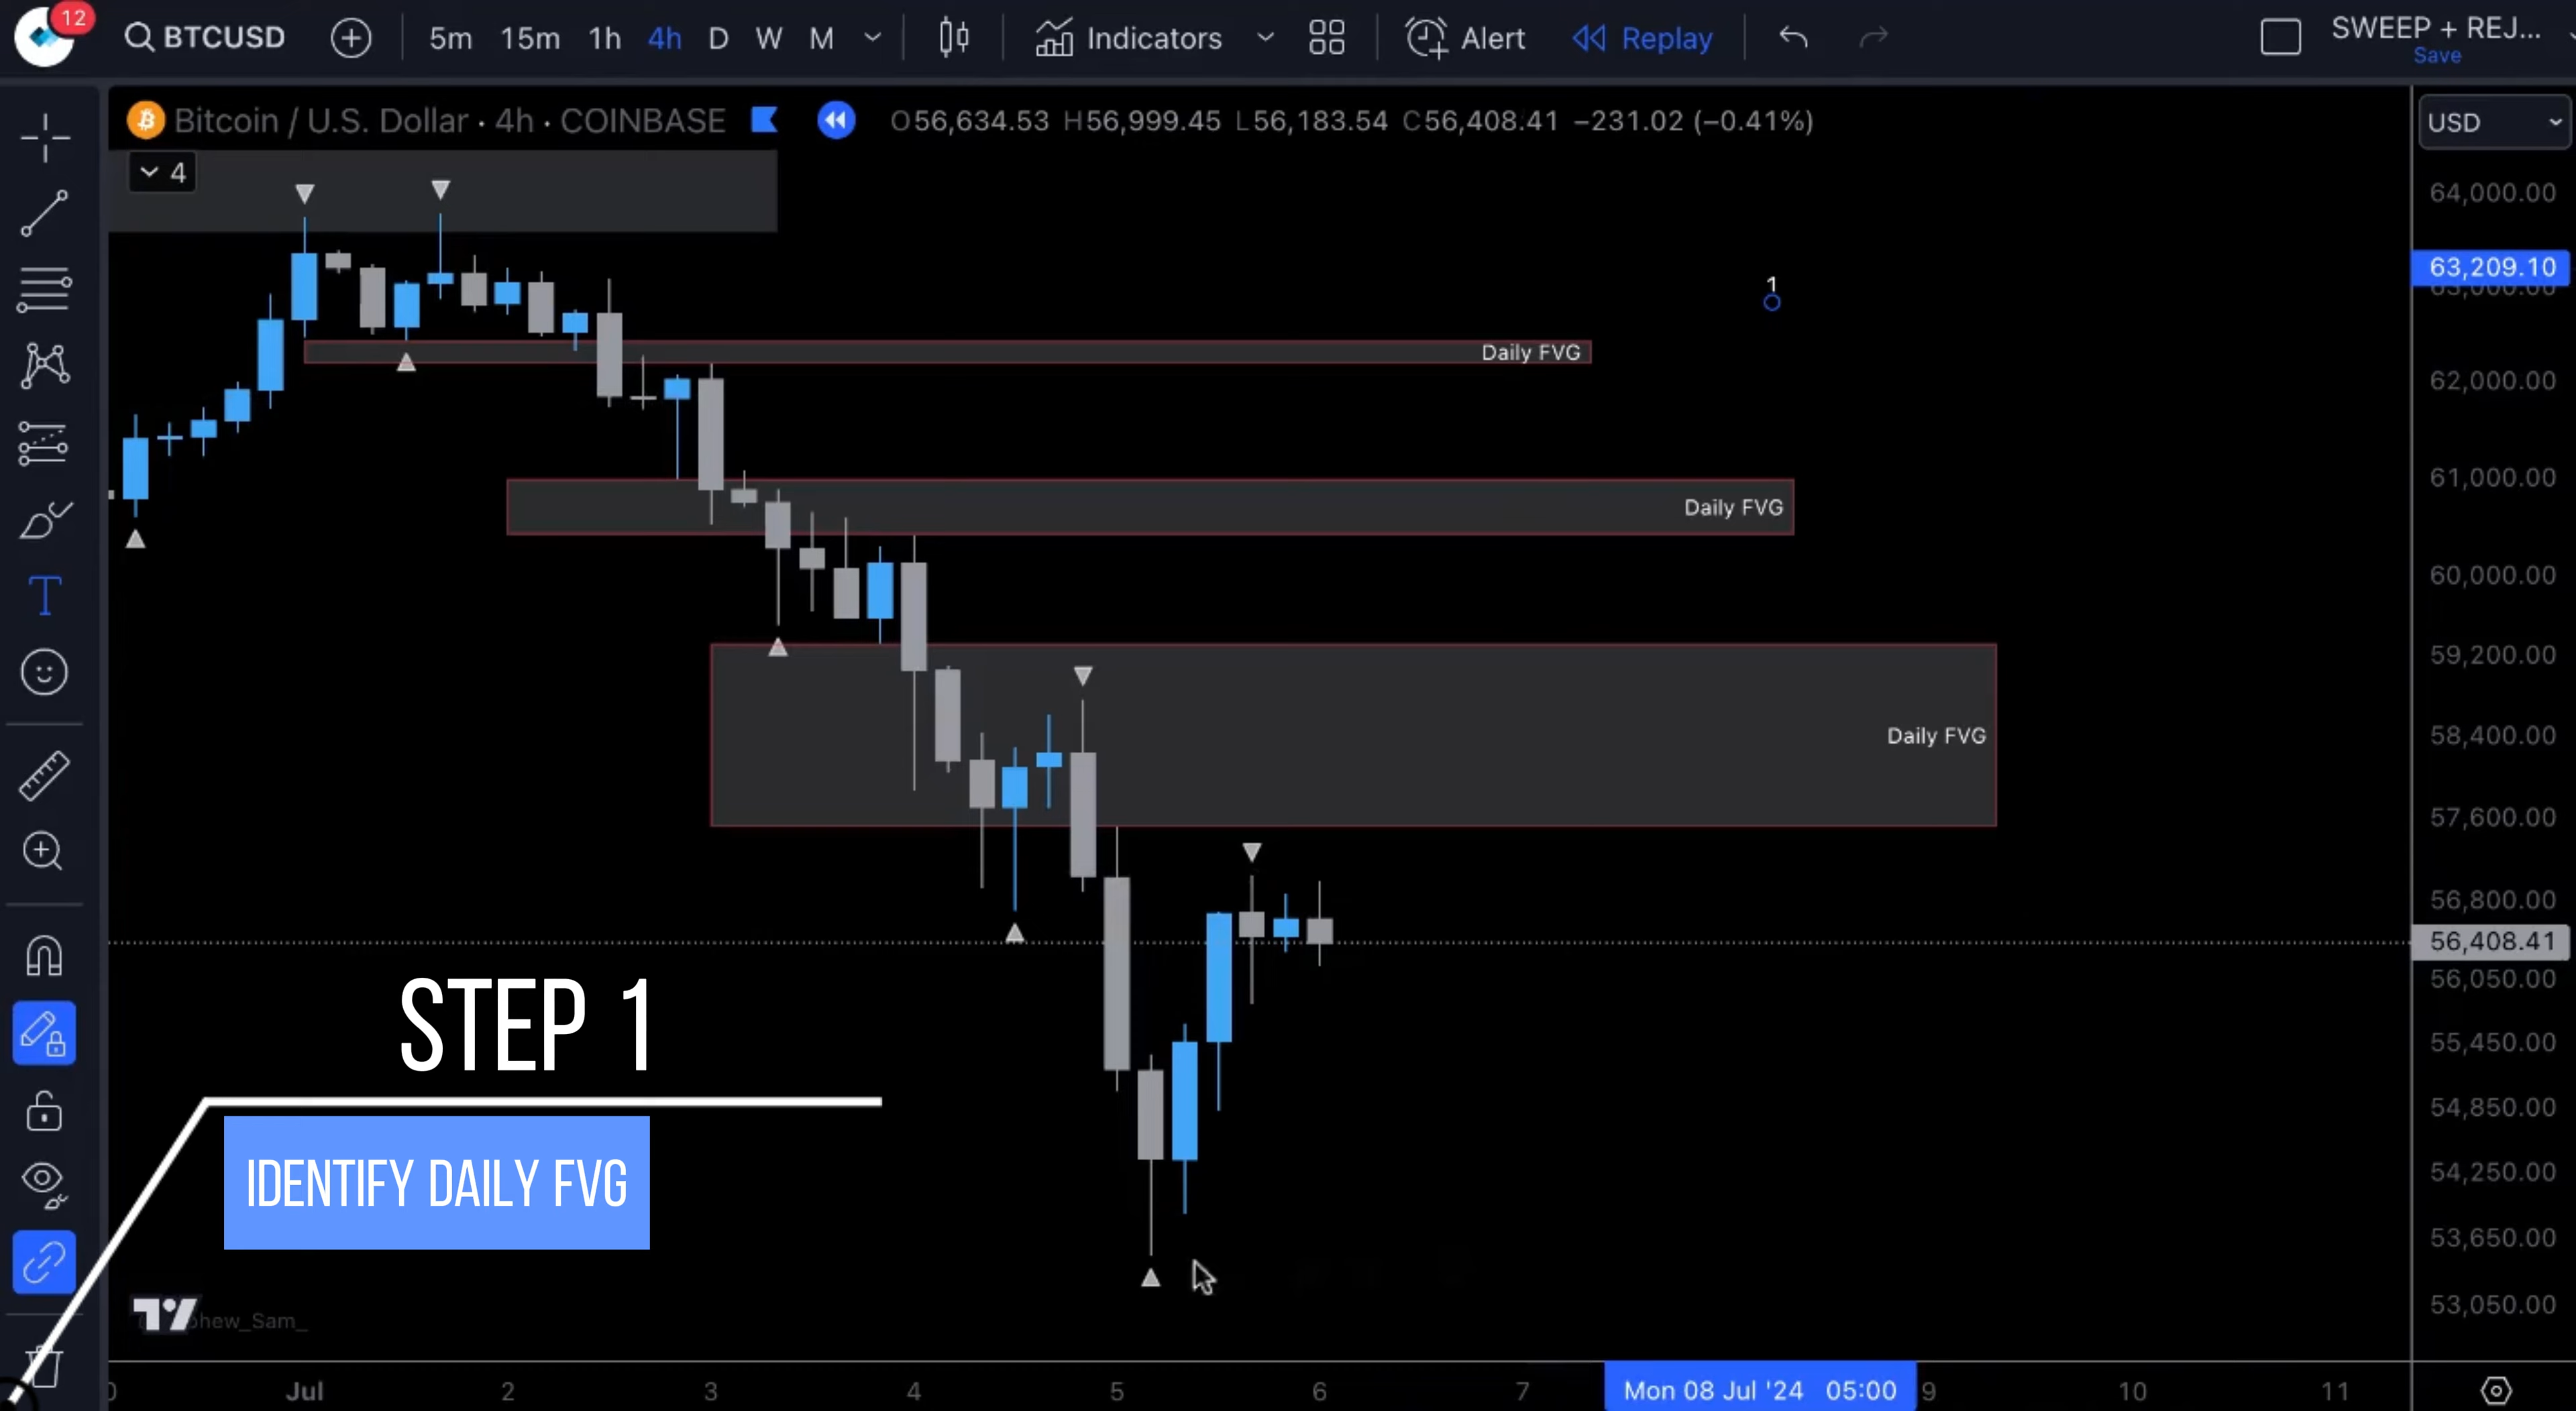 12
BTCUSD
5m 15m 1h 4h D W M
Indicators
Alert
Replay
SWEEP + REJ...
Save
Bitcoin / U.S. Dollar · 4h · COINBASE
O56,634.53 H56,999.45 L56,183.54 C56,408.41 −231.02 (−0.41%)
USD
4
64,000.00
63,209.10
63,000.00
1
Daily FVG
62,000.00
61,000.00
Daily FVG
60,000.00
59,200.00
Daily FVG
58,400.00
57,600.00
56,800.00
56,408.41
56,050.00
STEP 1
55,450.00
54,850.00
IDENTIFY DAILY FVG
54,250.00
53,650.00
53,050.00
hew_Sam_
Jul 2 3 4 5 6 7 Mon 08 Jul '24 05:00 9 10 11